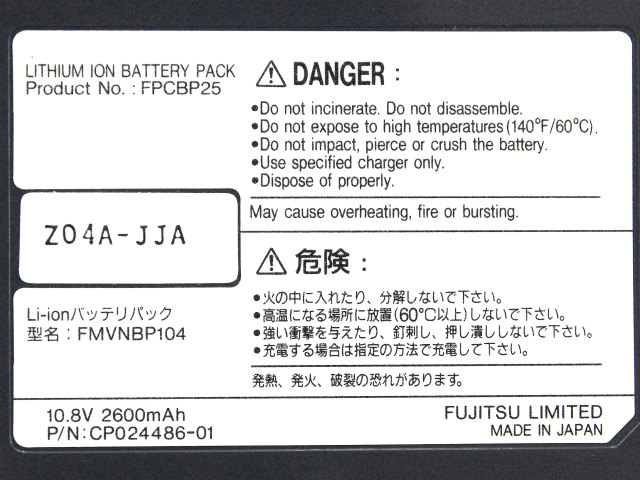 LITHIUM ION BATTERY PACK
Product No. : FPCBP25
Z04A-JJA
Li-ionバッテリパック
型名 : FMVNBP104
⚠ DANGER :
•Do not incinerate. Do not disassemble.
•Do not expose to high temperatures (140°F/60°C).
•Do not impact, pierce or crush the battery.
•Use specified charger only.
•Dispose of properly.
May cause overheating, fire or bursting.
⚠ 危険 :
•火の中に入れたり、分解しないで下さい。
•高温になる場所に放置(60°C以上)しないで下さい。
•強い衝撃を与えたり、釘刺し、押し潰ししないで下さい。
•充電する場合は指定の方法で充電して下さい。
発熱、発火、破裂の恐れがあります。
10.8V 2600mAh
P/N:CP024486-01
FUJITSU LIMITED
MADE IN JAPAN